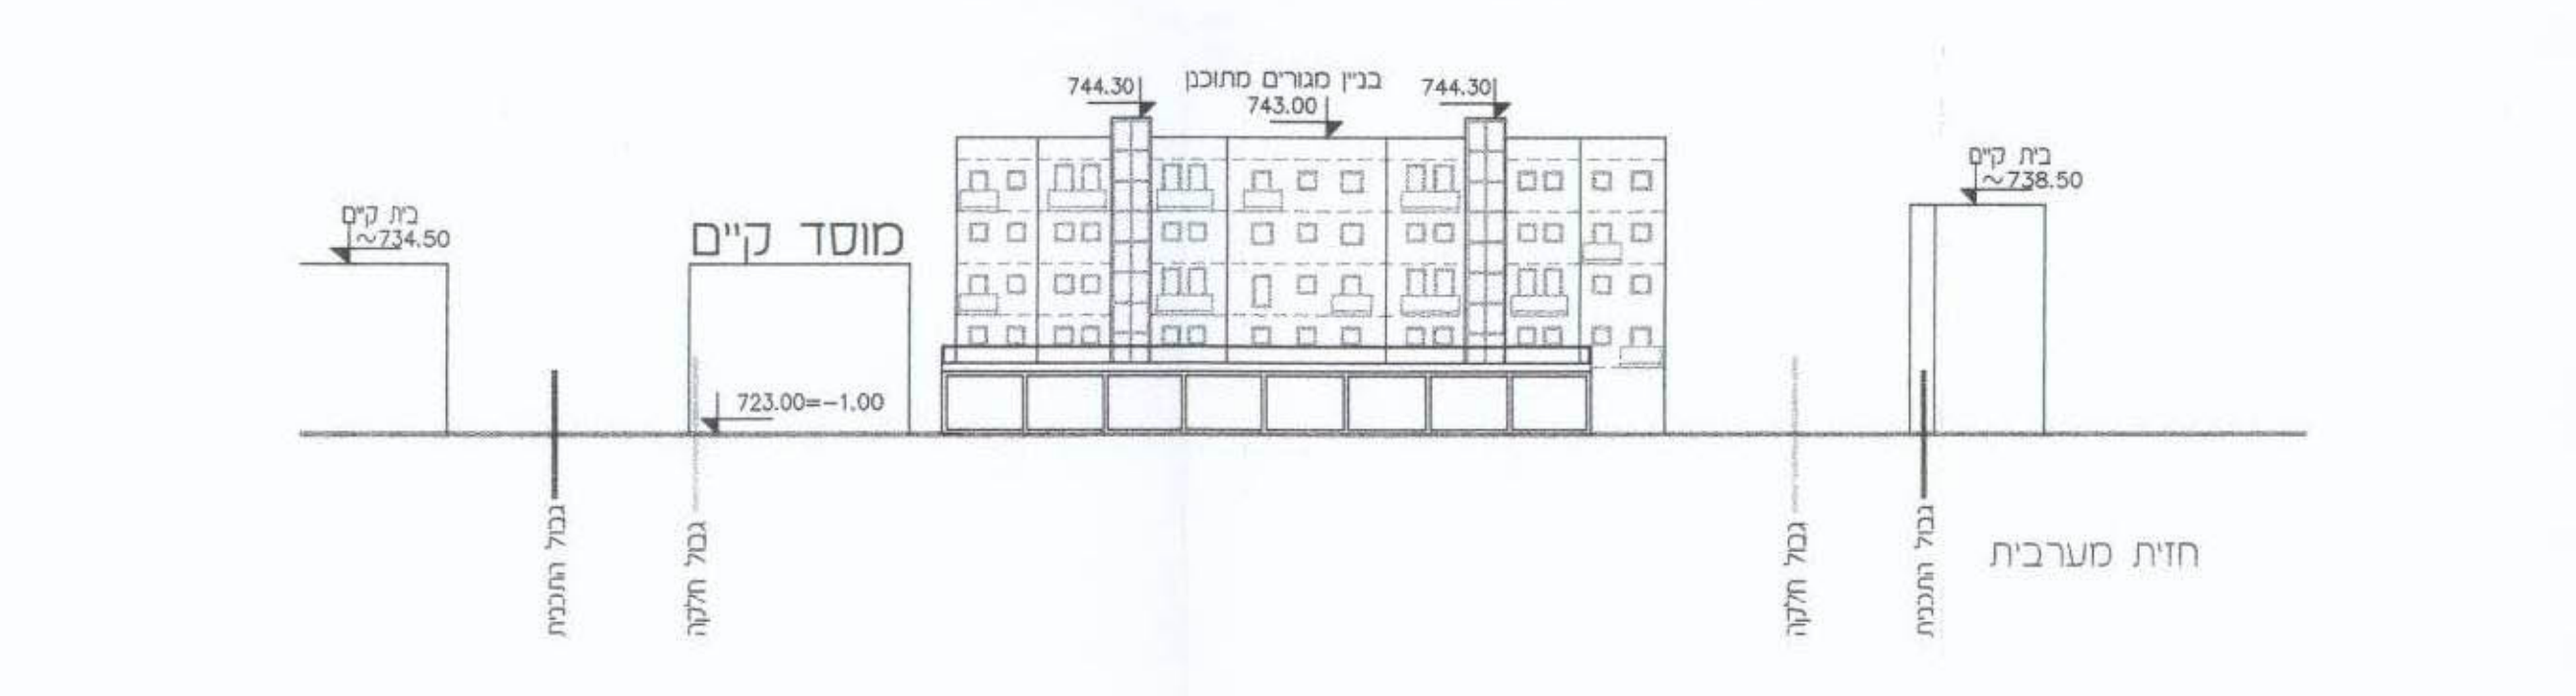 744.30
בניין מגורים מתוכנן
743.00
744.30
בית קיים
~738.50
בית קיים
~734.50
מוסד קיים
723.00=-1.00
גבול התכנית
גבול חלקה
גבול חלקה
גבול התכנית
חזית מערבית